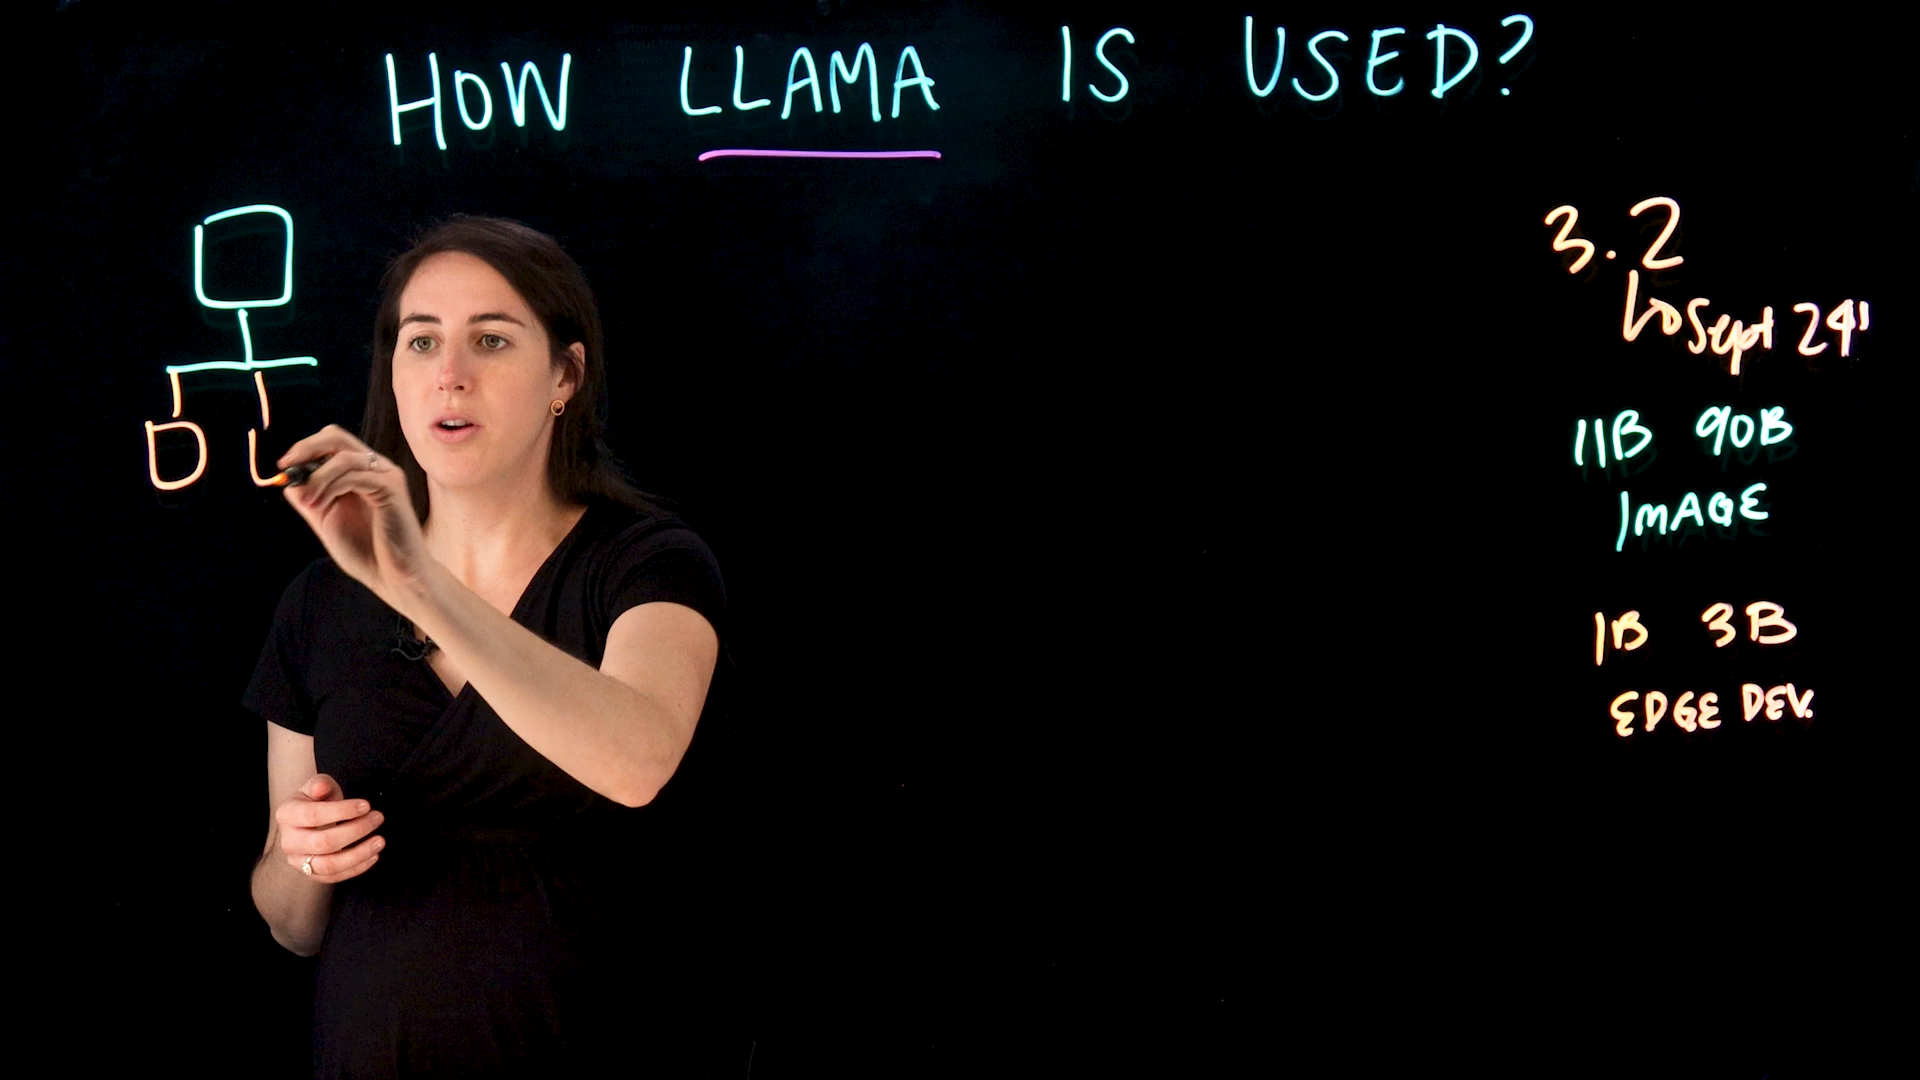 HOW LLAMA IS USED?
3.2
Sept 24'
11B 90B
IMAGE
1B 3B
EDGE DEV.